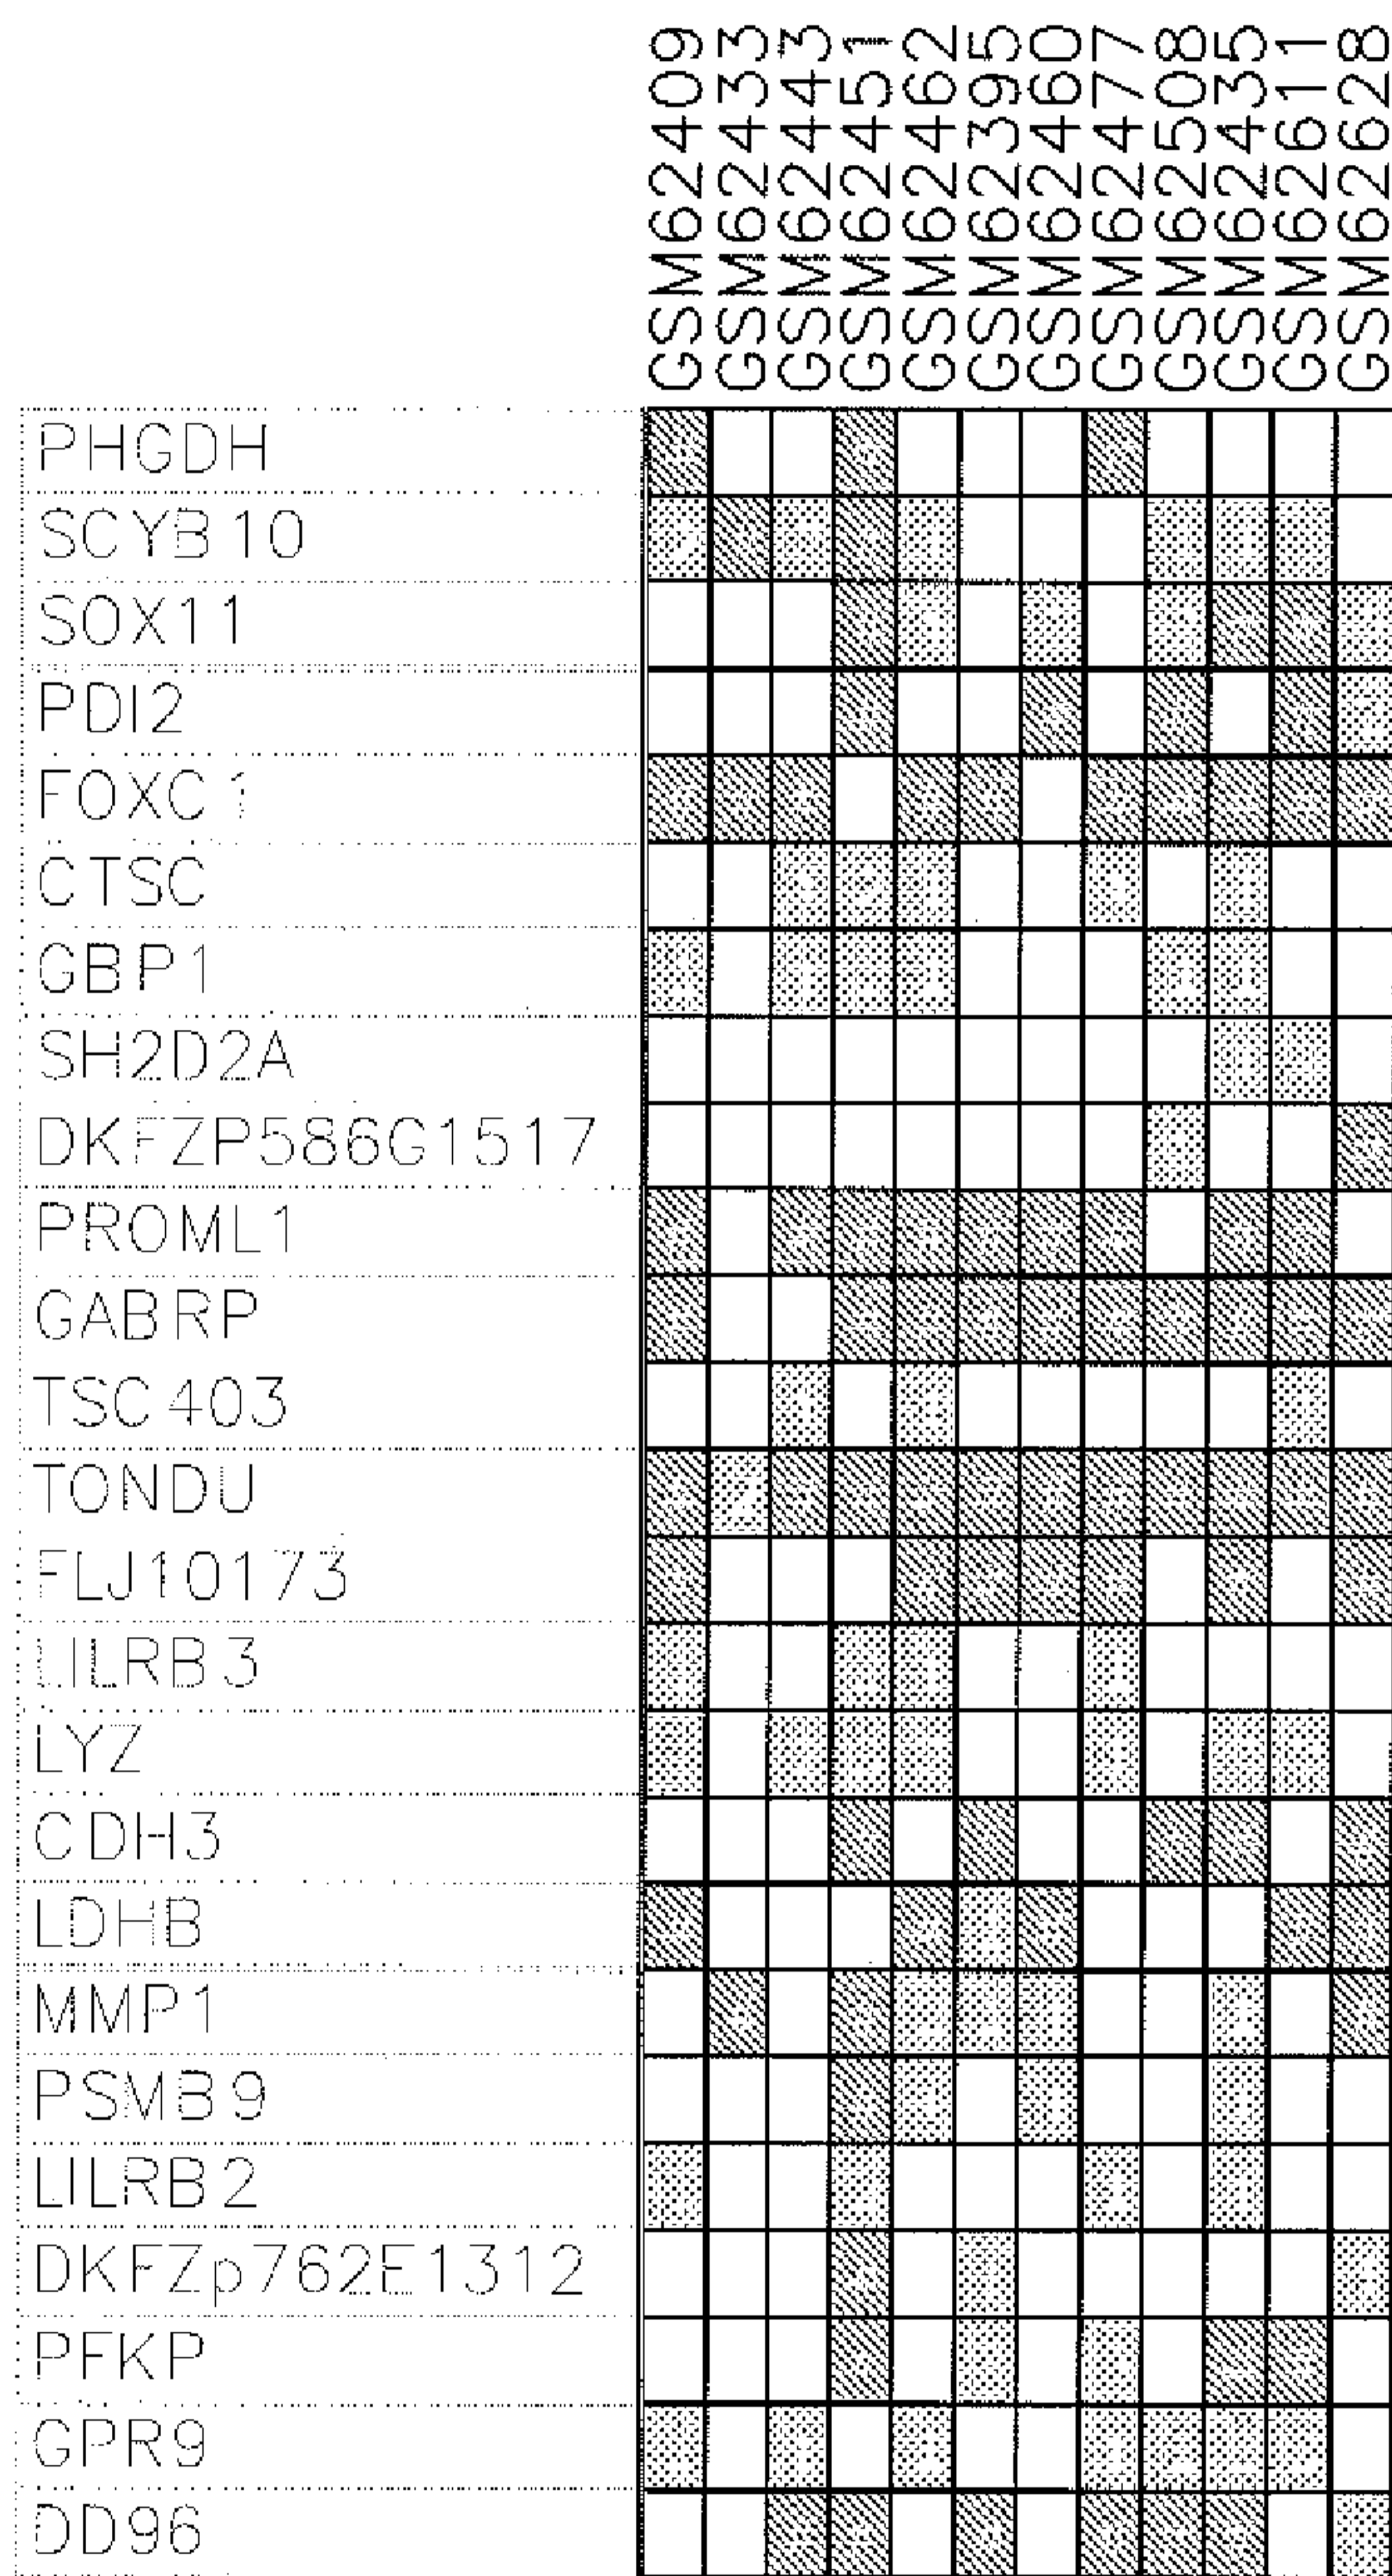 GSM62409
GSM62433
GSM62443
GSM62451
GSM62462
GSM62395
GSM62460
GSM62477
GSM62508
GSM62435
GSM62611
GSM62628
PHGDH
SCYB10
SOX11
PDI2
FOXC1
CTSC
GBP1
SH2D2A
DKFZP586G1517
PROML1
GABRP
TSC403
TONDU
FLJ10173
LILRB3
LYZ
CDH3
LDHB
MMP1
PSMB9
LILRB2
DKFZp762E1312
PFKP
GPR9
DD96